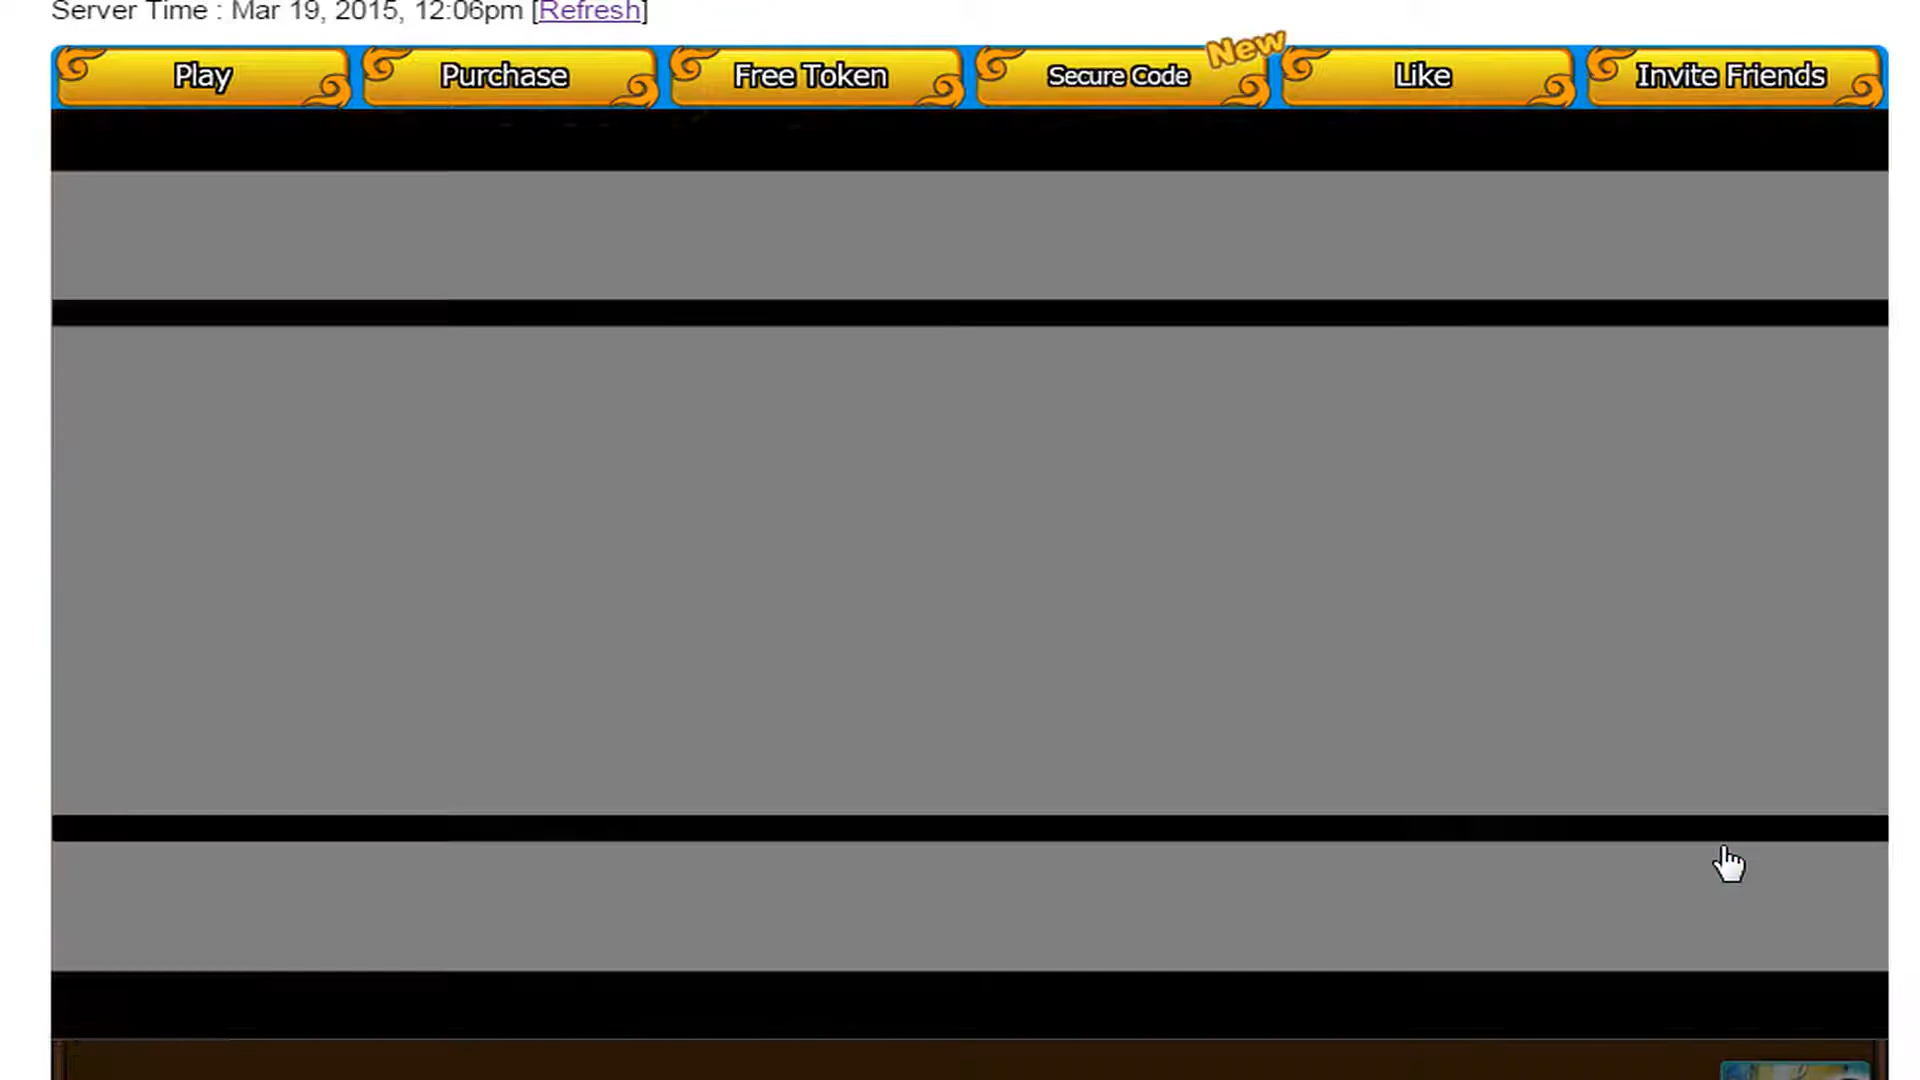 Server Time : Mar 19, 2015, 12:06pm [Refresh]
Play
Purchase
Free Token
Secure Code
New
Like
Invite Friends